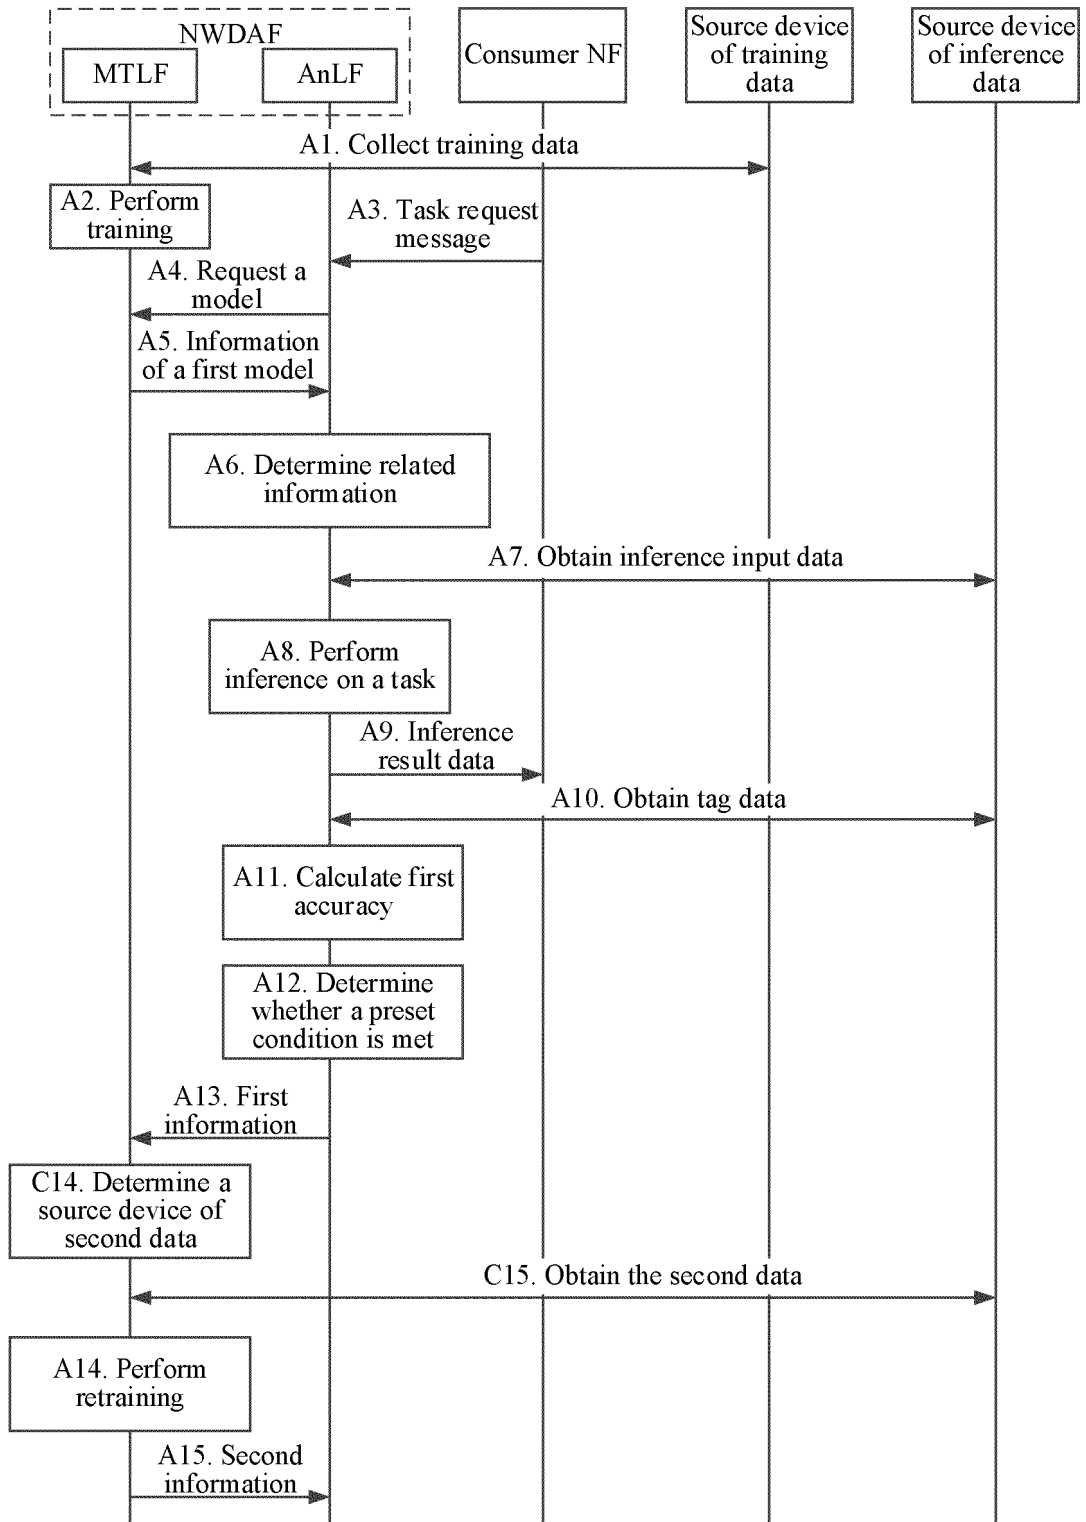 NWDAF
MTLF
AnLF
Consumer NF
Source device
of training
data
Source device
of inference
data
A1. Collect training data
A2. Perform
training
A3. Task request
message
A4. Request a
model
A5. Information
of a first model
A6. Determine related
information
A7. Obtain inference input data
A8. Perform
inference on a task
A9. Inference
result data
A10. Obtain tag data
A11. Calculate first
accuracy
A12. Determine
whether a preset
condition is met
A13. First
information
C14. Determine a
source device of
second data
C15. Obtain the second data
A14. Perform
retraining
A15. Second
information